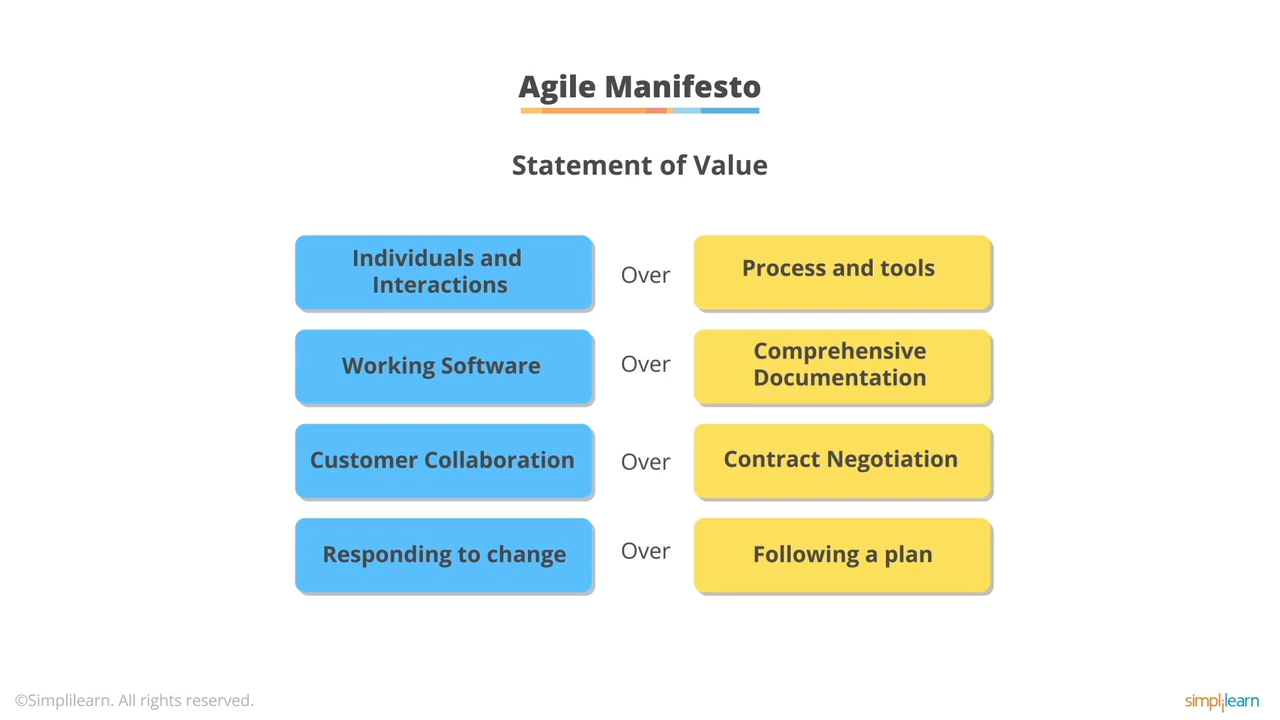 Agile Manifesto
Statement of Value
Individuals and
Interactions
Over
Process and tools
Working Software
Over
Comprehensive
Documentation
Customer Collaboration
Over
Contract Negotiation
Responding to change
Over
Following a plan
©Simplilearn. All rights reserved.
simplilearn